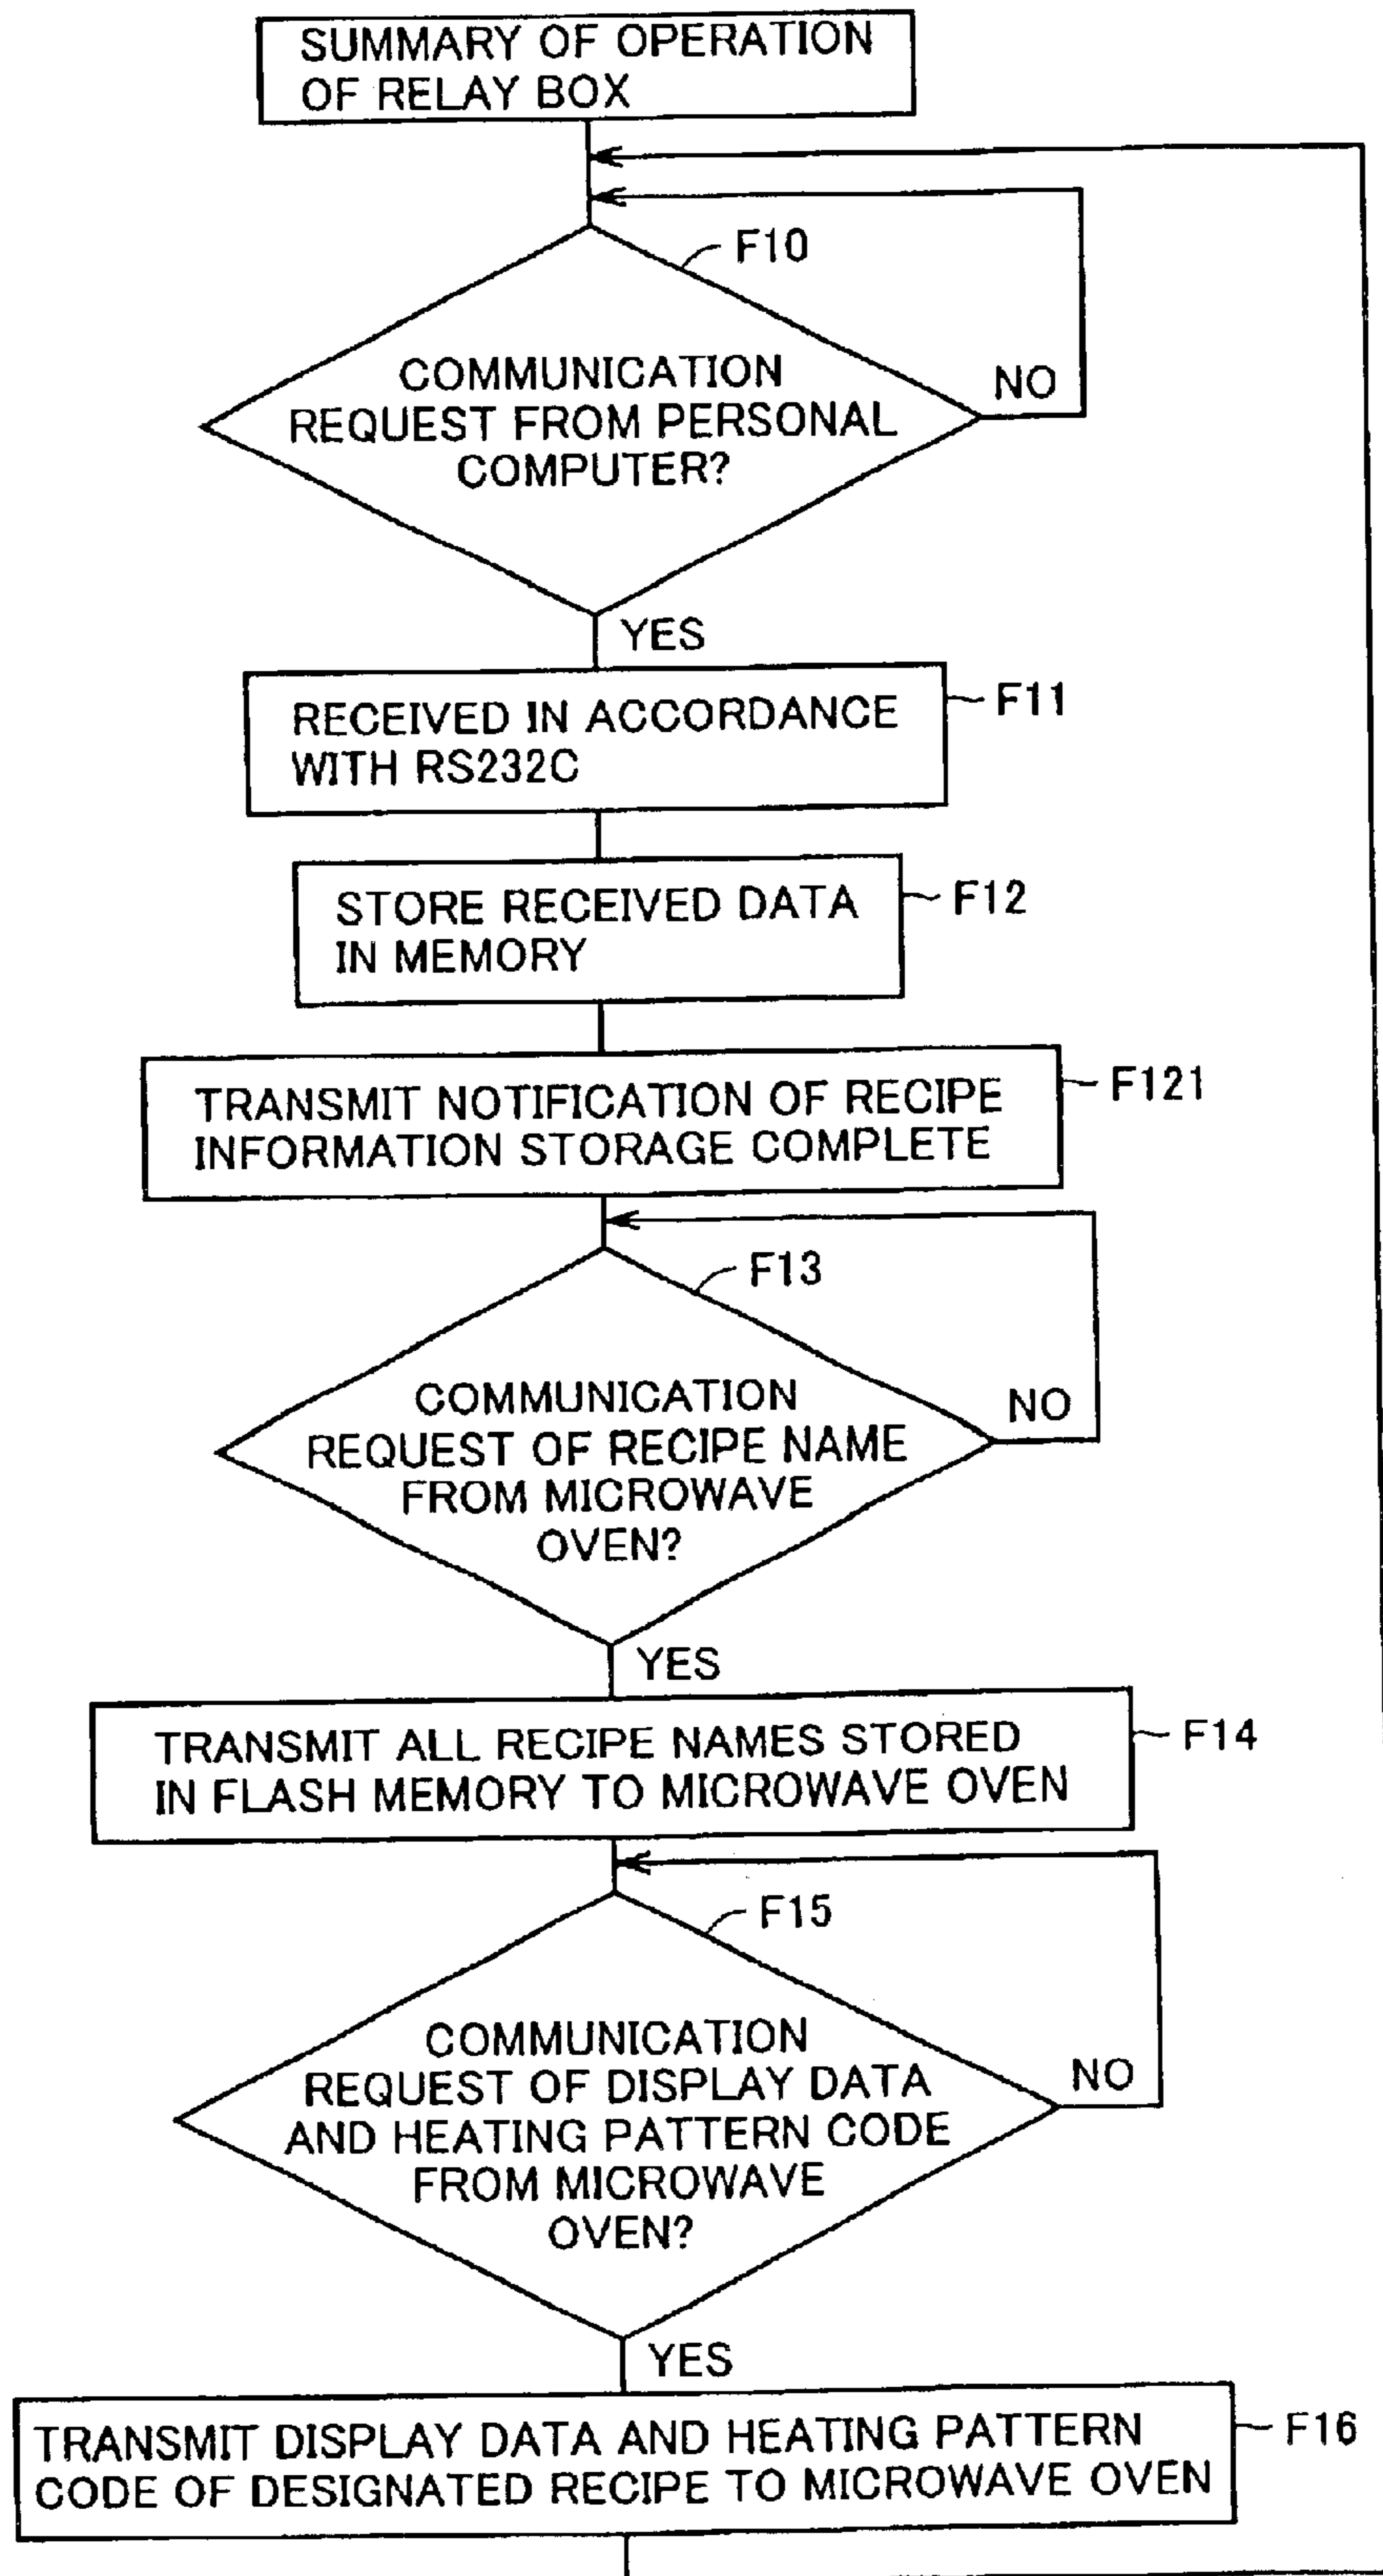 SUMMARY OF OPERATION
OF RELAY BOX
F10
COMMUNICATION
REQUEST FROM PERSONAL
COMPUTER?
NO
YES
RECEIVED IN ACCORDANCE
WITH RS232C
F11
STORE RECEIVED DATA
IN MEMORY
F12
TRANSMIT NOTIFICATION OF RECIPE
INFORMATION STORAGE COMPLETE
F121
F13
COMMUNICATION
REQUEST OF RECIPE NAME
FROM MICROWAVE
OVEN?
NO
YES
TRANSMIT ALL RECIPE NAMES STORED
IN FLASH MEMORY TO MICROWAVE OVEN
F14
F15
COMMUNICATION
REQUEST OF DISPLAY DATA
AND HEATING PATTERN CODE
FROM MICROWAVE
OVEN?
NO
YES
TRANSMIT DISPLAY DATA AND HEATING PATTERN
CODE OF DESIGNATED RECIPE TO MICROWAVE OVEN
F16